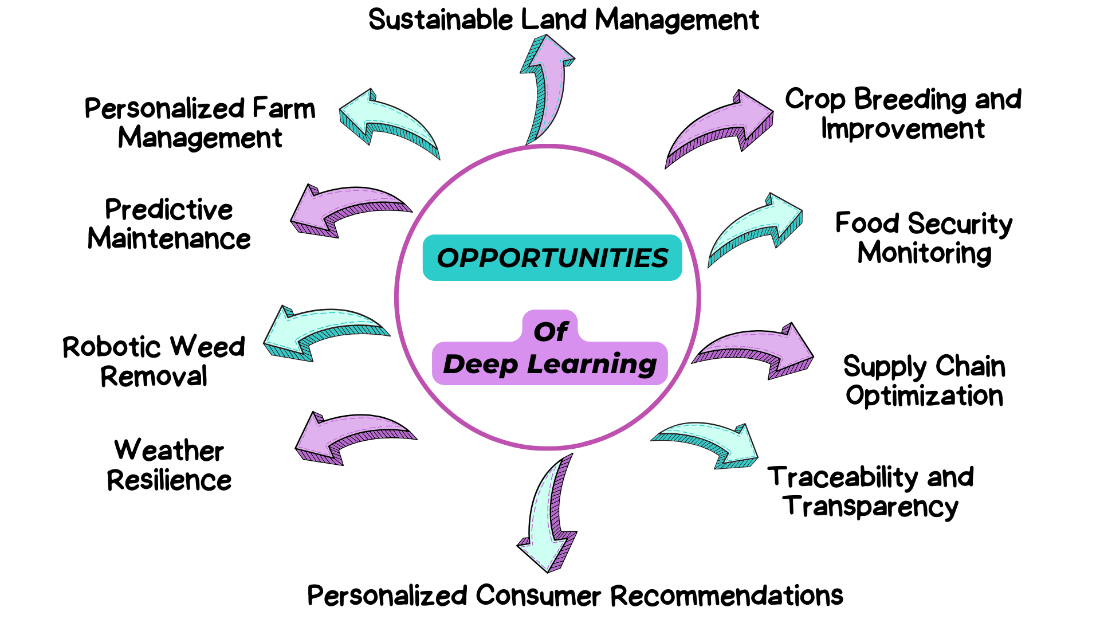 Sustainable Land Management
Personalized Farm
Management
Crop Breeding and
Improvement
Predictive
Maintenance
Food Security
Monitoring
OPPORTUNITIES
Of
Deep Learning
Robotic Weed
Removal
Supply Chain
Optimization
Weather
Resilience
Traceability and
Transparency
Personalized Consumer Recommendations